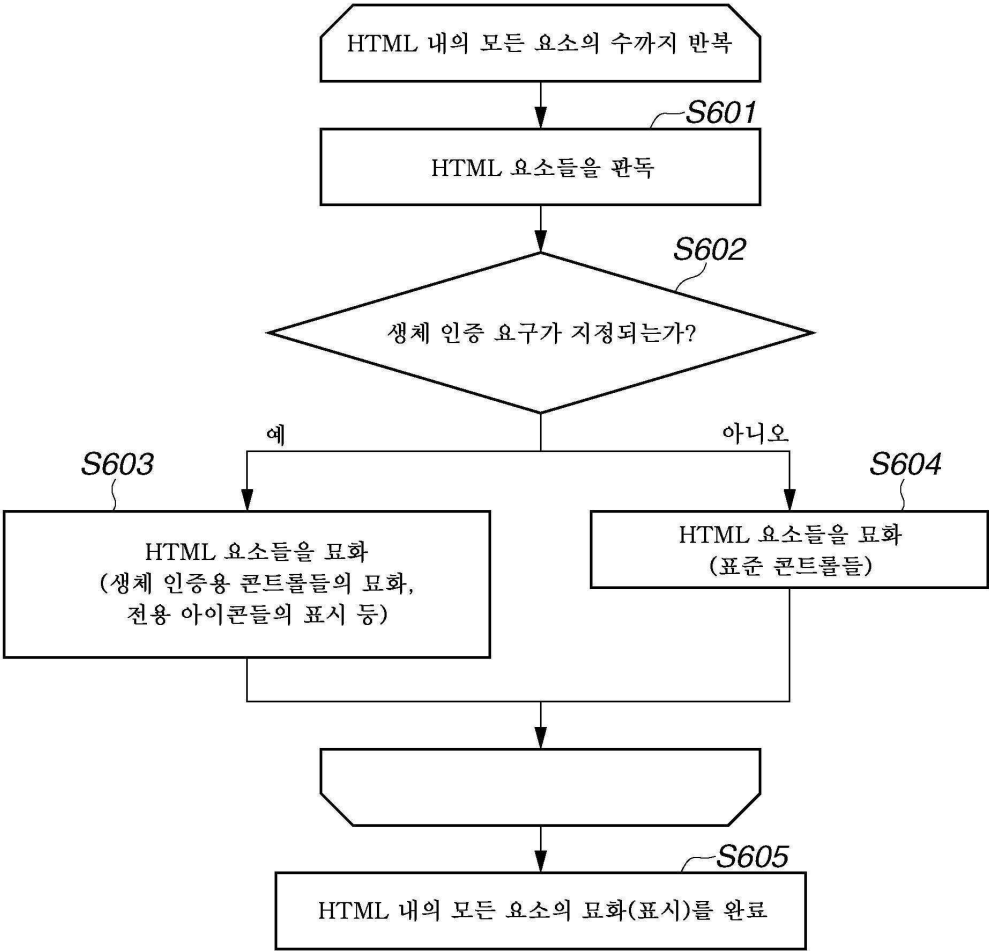 HTML 내의 모든 요소의 수까지 반복
S601
HTML 요소들을 판독
S602
생체 인증 요구가 지정되는가?
예
아니오
S603
S604
HTML 요소들을 묘화
(생체 인증용 콘트롤들의 묘화,
전용 아이콘들의 표시 등)
HTML 요소들을 묘화
(표준 콘트롤들)
S605
HTML 내의 모든 요소의 묘화(표시)를 완료